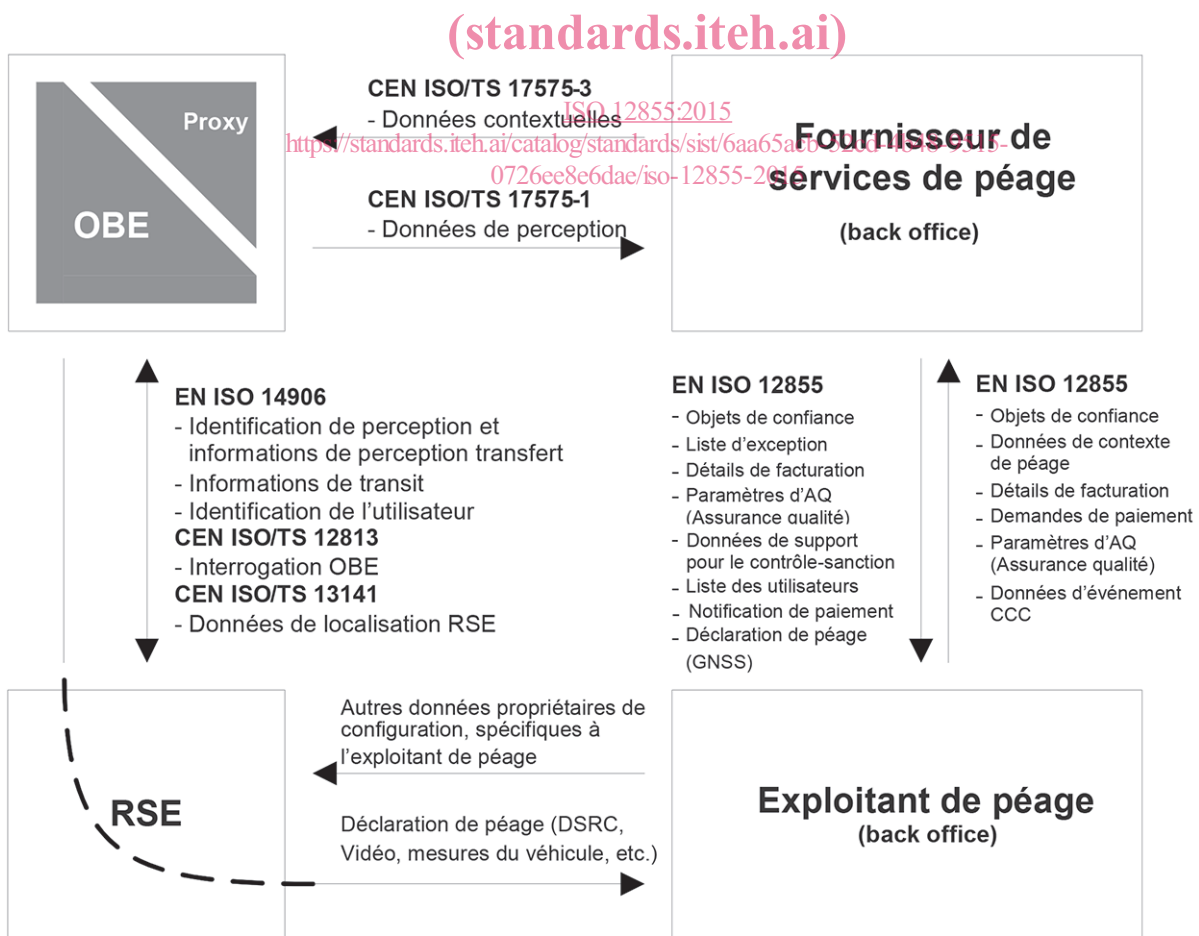 (standards.iteh.ai)
CEN ISO/TS 17575-3
- Données contextuelles
ISO 12855:2015
Proxy
OBE
Fournisseur de
services de péage
(back office)
0726ee8e6dae/iso-12855-2015
CEN ISO/TS 17575-1
- Données de perception
EN ISO 14906
- Identification de perception et
informations de perception transfert
- Informations de transit
- Identification de l'utilisateur
CEN ISO/TS 12813
- Interrogation OBE
CEN ISO/TS 13141
- Données de localisation RSE
EN ISO 12855
- Objets de confiance
- Liste d'exception
- Détails de facturation
- Paramètres d'AQ
(Assurance qualité)
- Données de support
pour le contrôle-sanction
- Liste des utilisateurs
- Notification de paiement
- Déclaration de péage
(GNSS)
EN ISO 12855
- Objets de confiance
- Données de contexte
de péage
- Détails de facturation
- Demandes de paiement
- Paramètres d'AQ
(Assurance qualité)
- Données d'événement
CCC
RSE
Autres données propriétaires de
configuration, spécifiques à
l'exploitant de péage
Déclaration de péage (DSRC,
Vidéo, mesures du véhicule, etc.)
Exploitant de péage
(back office)